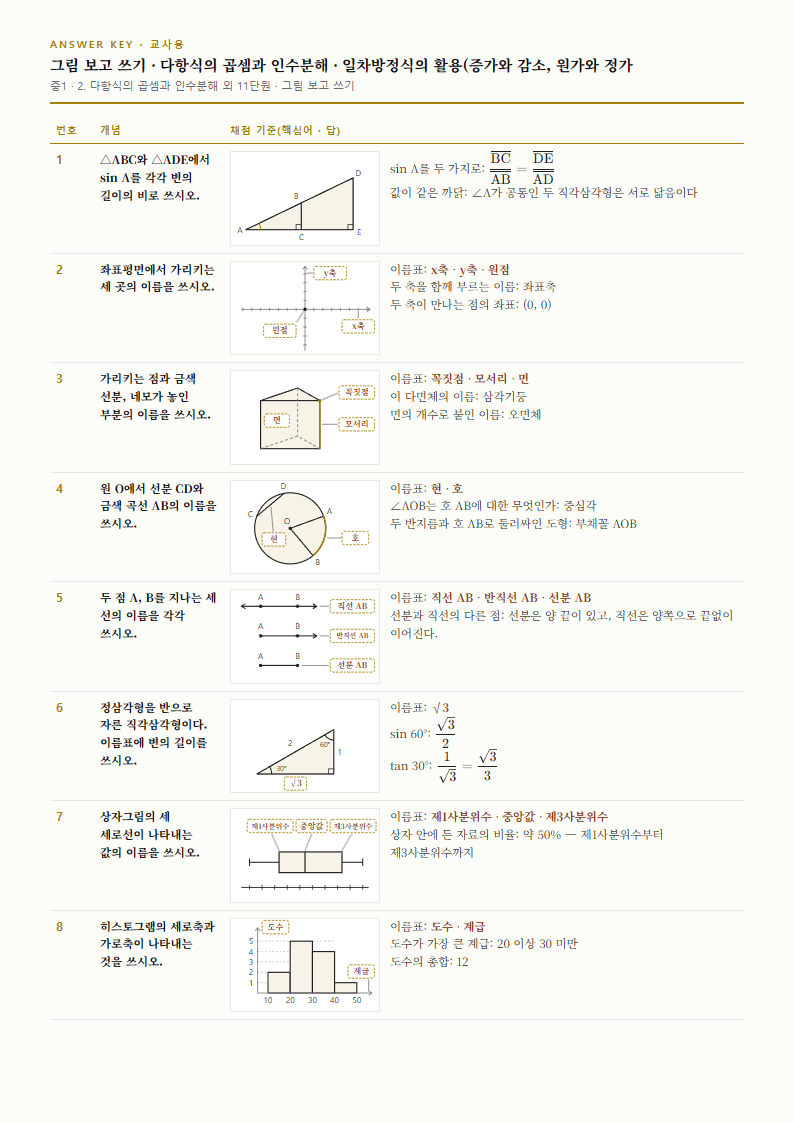 ANSWER KEY · 교사용
그림 보고 쓰기 · 다항식의 곱셈과 인수분해 · 일차방정식의 활용(증가와 감소, 원가와 정가
중1 · 2. 다항식의 곱셈과 인수분해 외 11단원 · 그림 보고 쓰기
번호 개념 채점 기준(핵심어 · 답)
1
△ABC와 △ADE에서
sin A를 각각 변의
길이의 비로 쓰시오.
D
B
A
C
E
sin A를 두 가지로: BC/AB = DE/AD
값이 같은 까닭: ∠A가 공통인 두 직각삼각형은 서로 닮음이다
2
좌표평면에서 가리키는
세 곳의 이름을 쓰시오.
y축
원점
x축
이름표: x축 · y축 · 원점
두 축을 함께 부르는 이름: 좌표축
두 축이 만나는 점의 좌표: (0, 0)
3
가리키는 점과 금색
선분, 네모가 놓인
부분의 이름을 쓰시오.
꼭짓점
면
모서리
이름표: 꼭짓점 · 모서리 · 면
이 다면체의 이름: 삼각기둥
면의 개수로 붙인 이름: 오면체
4
원 O에서 선분 CD와
금색 곡선 AB의 이름을
쓰시오.
D
C
A
O
현
호
B
이름표: 현 · 호
∠AOB는 호 AB에 대한 무엇인가: 중심각
두 반지름과 호 AB로 둘러싸인 도형: 부채꼴 AOB
5
두 점 A, B를 지나는 세
선의 이름을 각각
쓰시오.
A B
직선 AB
A B
반직선 AB
A B
선분 AB
이름표: 직선 AB · 반직선 AB · 선분 AB
선분과 직선의 다른 점: 선분은 양 끝이 있고, 직선은 양쪽으로 끝없이
이어진다.
6
정삼각형을 반으로
자른 직각삼각형이다.
이름표에 변의 길이를
쓰시오.
2
60°
1
30°
√3
이름표: √3
sin 60°: √3/2
tan 30°: 1/√3 = √3/3
7
상자그림의 세
세로선이 나타내는
값의 이름을 쓰시오.
제1사분위수 중앙값 제3사분위수
이름표: 제1사분위수 · 중앙값 · 제3사분위수
상자 안에 든 자료의 비율: 약 50% — 제1사분위수부터
제3사분위수까지
8
히스토그램의 세로축과
가로축이 나타내는
것을 쓰시오.
도수
5
4
3
2
1
계급
10 20 30 40 50
이름표: 도수 · 계급
도수가 가장 큰 계급: 20 이상 30 미만
도수의 총합: 12